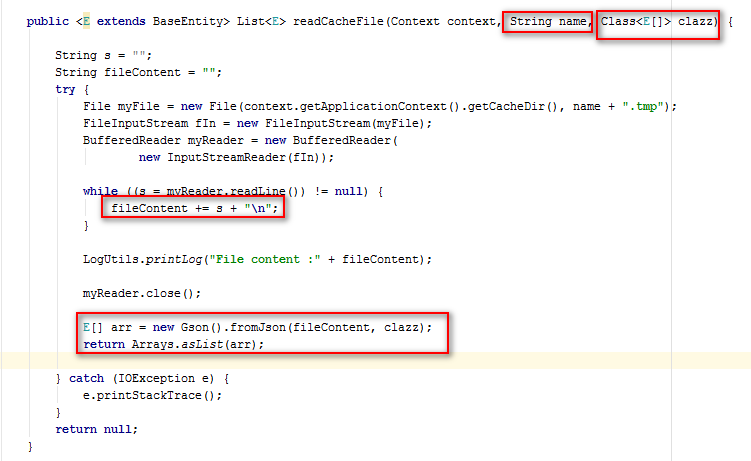 public <E extends BaseEntity> List<E> readCacheFile(Context context, String name, Class<E[]> clazz) {
String s = "";
String fileContent = "";
try {
File myFile = new File(context.getApplicationContext().getCacheDir(), name + ".tmp");
FileInputStream fIn = new FileInputStream(myFile);
BufferedReader myReader = new BufferedReader(
new InputStreamReader(fIn));
while ((s = myReader.readLine()) != null) {
fileContent += s + "\n";
}
LogUtils.printLog("File content :" + fileContent);
myReader.close();
E[] arr = new Gson().fromJson(fileContent, clazz);
return Arrays.asList(arr);
} catch (IOException e) {
e.printStackTrace();
}
return null;
}